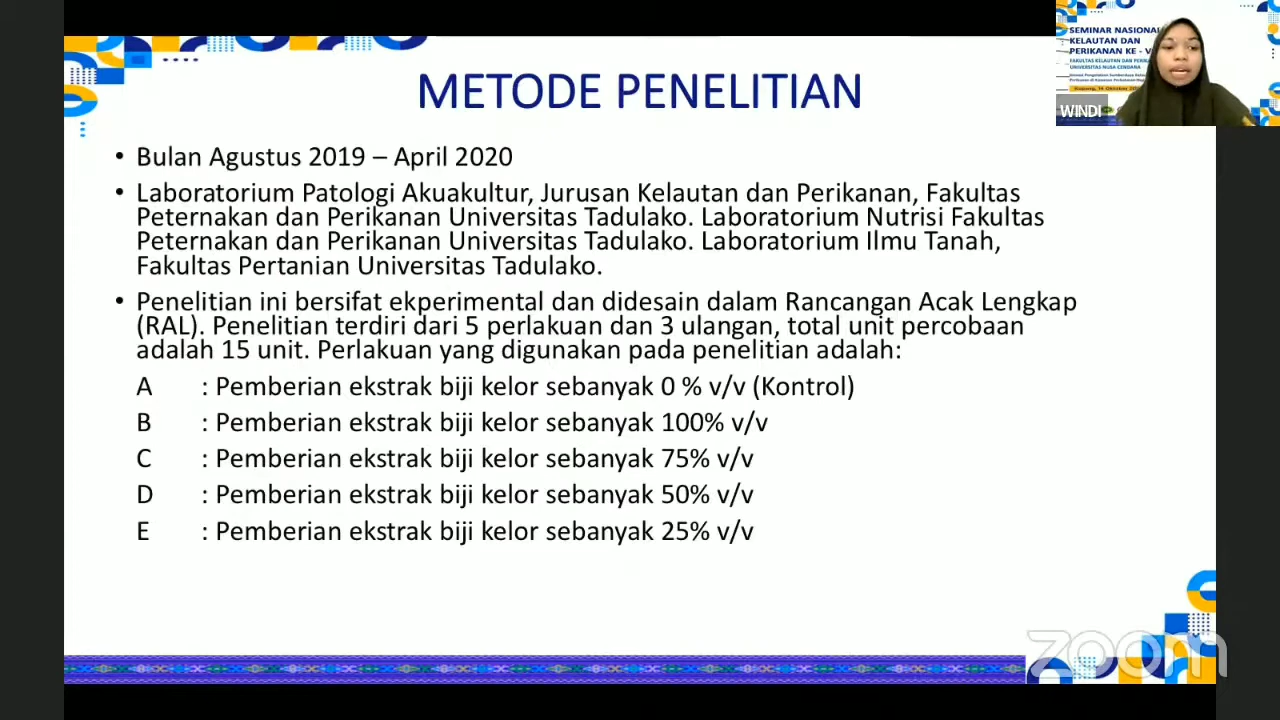 METODE PENELITIAN
• Bulan Agustus 2019 – April 2020
• Laboratorium Patologi Akuakultur, Jurusan Kelautan dan Perikanan, Fakultas
Peternakan dan Perikanan Universitas Tadulako. Laboratorium Nutrisi Fakultas
Peternakan dan Perikanan Universitas Tadulako. Laboratorium Ilmu Tanah,
Fakultas Pertanian Universitas Tadulako.
• Penelitian ini bersifat ekperimental dan didesain dalam Rancangan Acak Lengkap
(RAL). Penelitian terdiri dari 5 perlakuan dan 3 ulangan, total unit percobaan
adalah 15 unit. Perlakuan yang digunakan pada penelitian adalah:
A : Pemberian ekstrak biji kelor sebanyak 0 % v/v (Kontrol)
B : Pemberian ekstrak biji kelor sebanyak 100% v/v
C : Pemberian ekstrak biji kelor sebanyak 75% v/v
D : Pemberian ekstrak biji kelor sebanyak 50% v/v
E : Pemberian ekstrak biji kelor sebanyak 25% v/v
SEMINAR NASIONAL
KELAUTAN DAN
PERIKANAN KE - V
FAKULTAS KELAUTAN DAN
UNIVERSITAS NUSA CENDANA
WINDI
zoom